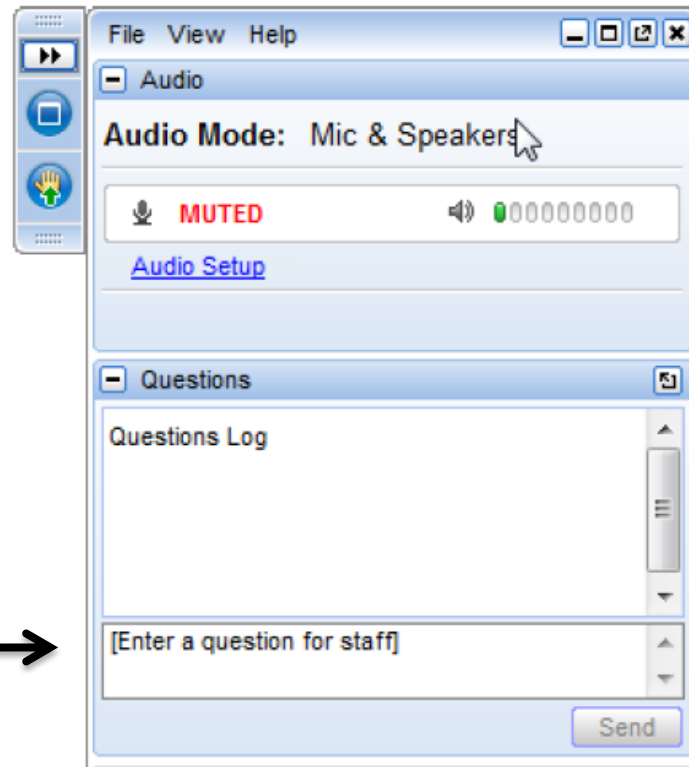 File View Help
Audio
Audio Mode: Mic & Speakers
MUTED
Audio Setup
Questions
Questions Log
[Enter a question for staff]
Send